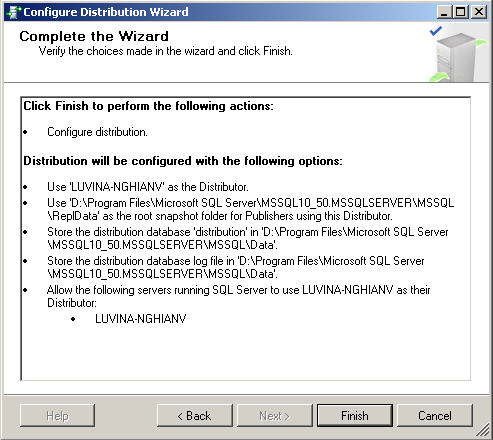 Configure Distribution Wizard
Complete the Wizard
Verify the choices made in the wizard and click Finish.
Click Finish to perform the following actions:
• Configure distribution.
Distribution will be configured with the following options:
• Use 'LUVINA-NGHIANV' as the Distributor.
• Use 'D:\Program Files\Microsoft SQL Server\MSSQL10_50.MSSQLSERVER\MSSQL
\ReplData' as the root snapshot folder for Publishers using this Distributor.
• Store the distribution database 'distribution' in 'D:\Program Files\Microsoft SQL Server
\MSSQL10_50.MSSQLSERVER\MSSQL\Data'.
• Store the distribution database log file in 'D:\Program Files\Microsoft SQL Server
\MSSQL10_50.MSSQLSERVER\MSSQL\Data'.
• Allow the following servers running SQL Server to use LUVINA-NGHIANV as their
Distributor:
• LUVINA-NGHIANV
Help
< Back
Next >
Finish
Cancel